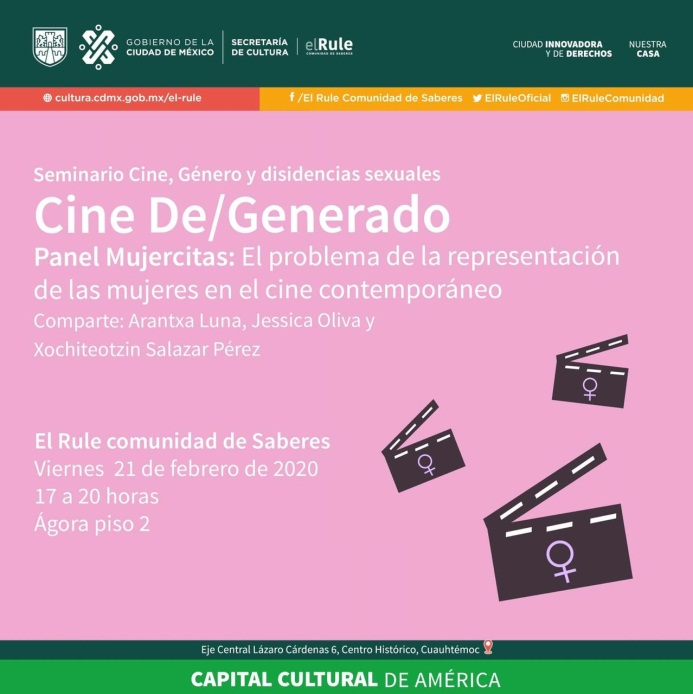 GOBIERNO DE LA
CIUDAD DE MÉXICO
SECRETARÍA
DE CULTURA
elRule
COMUNIDAD DE SABERES
CIUDAD INNOVADORA
Y DE DERECHOS
NUESTRA
CASA
cultura.cdmx.gob.mx/el-rule
/El Rule Comunidad de Saberes
ElRuleOficial
ElRuleComunidad
Seminario Cine, Género y disidencias sexuales
Cine De/Generado
Panel Mujercitas: El problema de la representación
de las mujeres en el cine contemporáneo
Comparte: Arantxa Luna, Jessica Oliva y
Xochiteotzin Salazar Pérez
El Rule comunidad de Saberes
Viernes 21 de febrero de 2020
17 a 20 horas
Ágora piso 2
Eje Central Lázaro Cárdenas 6, Centro Histórico, Cuauhtémoc
CAPITAL CULTURAL DE AMÉRICA